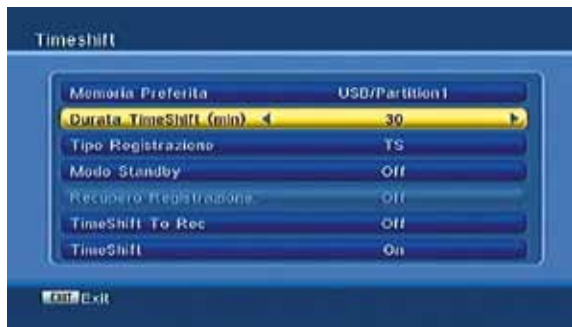 Timeshift
Memoria Preferita USB/Partition1
Durata TimeShift (min) 30
Tipo Registrazione TS
Modo Standby Off
Recupero Registrazione Off
TimeShift To Rec Off
TimeShift On
EXIT Exit